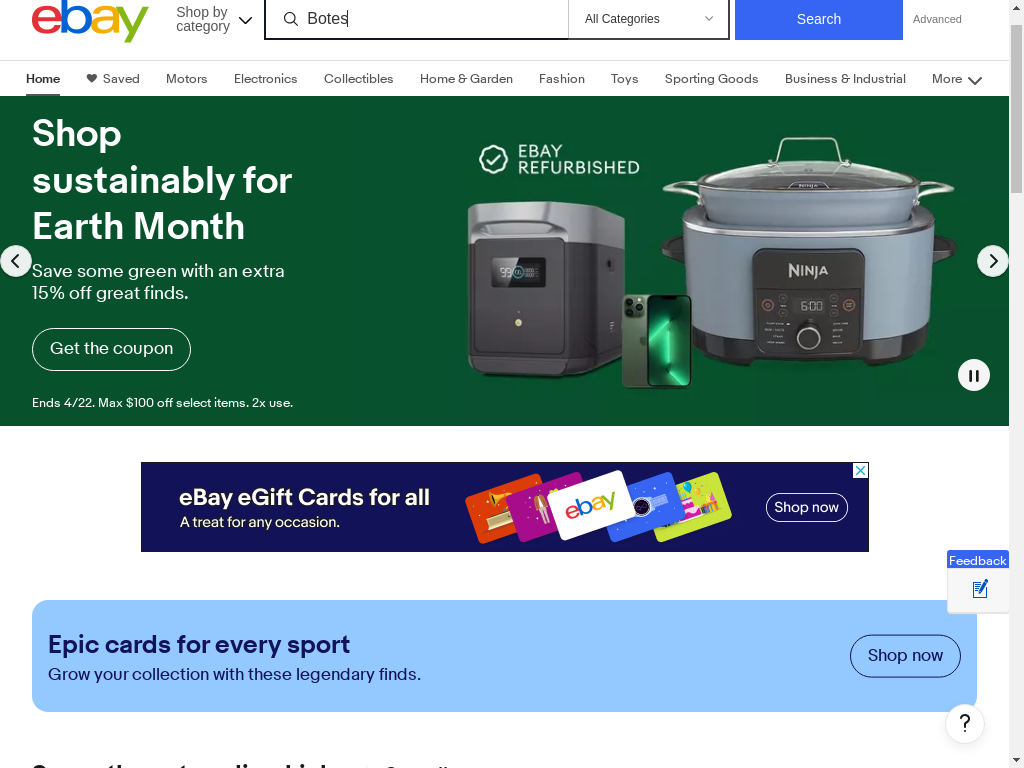 ebay
Shop by
category
Botes
All Categories
Search
Advanced
Home
Saved
Motors
Electronics
Collectibles
Home & Garden
Fashion
Toys
Sporting Goods
Business & Industrial
More
Shop
sustainably for
Earth Month
Save some green with an extra
15% off great finds.
Get the coupon
Ends 4/22. Max $100 off select items. 2x use.
EBAY
REFURBISHED
NINJA
NINJA
6:00
99
eBay eGift Cards for all
A treat for any occasion.
ebay
Shop now
Feedback
Epic cards for every sport
Grow your collection with these legendary finds.
Shop now
?